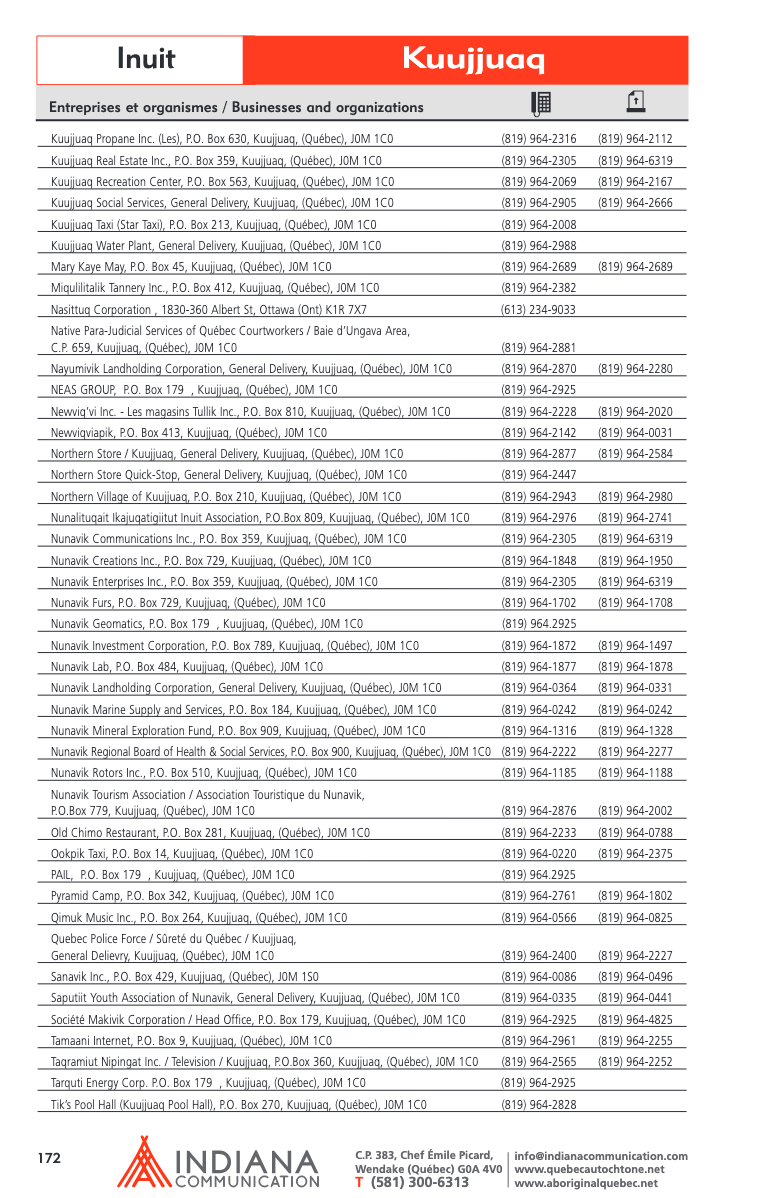 Inuit Kuujjuaq
Entreprises et organismes / Businesses and organizations
Kuujjuaq Propane Inc. (Les), P.O. Box 630, Kuujjuaq, (Québec), J0M 1C0 (819) 964-2316 (819) 964-2112
Kuujjuaq Real Estate Inc., P.O. Box 359, Kuujjuaq, (Québec), J0M 1C0 (819) 964-2305 (819) 964-6319
Kuujjuaq Recreation Center, P.O. Box 563, Kuujjuaq, (Québec), J0M 1C0 (819) 964-2069 (819) 964-2167
Kuujjuaq Social Services, General Delivery, Kuujjuaq, (Québec), J0M 1C0 (819) 964-2905 (819) 964-2666
Kuujjuaq Taxi (Star Taxi), P.O. Box 213, Kuujjuaq, (Québec), J0M 1C0 (819) 964-2008
Kuujjuaq Water Plant, General Delivery, Kuujjuaq, (Québec), J0M 1C0 (819) 964-2988
Mary Kaye May, P.O. Box 45, Kuujjuaq, (Québec), J0M 1C0 (819) 964-2689 (819) 964-2689
Miqulilitalik Tannery Inc., P.O. Box 412, Kuujjuaq, (Québec), J0M 1C0 (819) 964-2382
Nasittuq Corporation , 1830-360 Albert St, Ottawa (Ont) K1R 7X7 (613) 234-9033
Native Para-Judicial Services of Québec Courtworkers / Baie d'Ungava Area,
C.P. 659, Kuujjuaq, (Québec), J0M 1C0 (819) 964-2881
Nayumivik Landholding Corporation, General Delivery, Kuujjuaq, (Québec), J0M 1C0 (819) 964-2870 (819) 964-2280
NEAS GROUP, P.O. Box 179 , Kuujjuaq, (Québec), J0M 1C0 (819) 964-2925
Newviq'vi Inc. - Les magasins Tullik Inc., P.O. Box 810, Kuujjuaq, (Québec), J0M 1C0 (819) 964-2228 (819) 964-2020
Newviqviapik, P.O. Box 413, Kuujjuaq, (Québec), J0M 1C0 (819) 964-2142 (819) 964-0031
Northern Store / Kuujjuaq, General Delivery, Kuujjuaq, (Québec), J0M 1C0 (819) 964-2877 (819) 964-2584
Northern Store Quick-Stop, General Delivery, Kuujjuaq, (Québec), J0M 1C0 (819) 964-2447
Northern Village of Kuujjuaq, P.O. Box 210, Kuujjuaq, (Québec), J0M 1C0 (819) 964-2943 (819) 964-2980
Nunalituqait Ikajuqatigiitut Inuit Association, P.O.Box 809, Kuujjuaq, (Québec), J0M 1C0 (819) 964-2976 (819) 964-2741
Nunavik Communications Inc., P.O. Box 359, Kuujjuaq, (Québec), J0M 1C0 (819) 964-2305 (819) 964-6319
Nunavik Creations Inc., P.O. Box 729, Kuujjuaq, (Québec), J0M 1C0 (819) 964-1848 (819) 964-1950
Nunavik Enterprises Inc., P.O. Box 359, Kuujjuaq, (Québec), J0M 1C0 (819) 964-2305 (819) 964-6319
Nunavik Furs, P.O. Box 729, Kuujjuaq, (Québec), J0M 1C0 (819) 964-1702 (819) 964-1708
Nunavik Geomatics, P.O. Box 179 , Kuujjuaq, (Québec), J0M 1C0 (819) 964.2925
Nunavik Investment Corporation, P.O. Box 789, Kuujjuaq, (Québec), J0M 1C0 (819) 964-1872 (819) 964-1497
Nunavik Lab, P.O. Box 484, Kuujjuaq, (Québec), J0M 1C0 (819) 964-1877 (819) 964-1878
Nunavik Landholding Corporation, General Delivery, Kuujjuaq, (Québec), J0M 1C0 (819) 964-0364 (819) 964-0331
Nunavik Marine Supply and Services, P.O. Box 184, Kuujjuaq, (Québec), J0M 1C0 (819) 964-0242 (819) 964-0242
Nunavik Mineral Exploration Fund, P.O. Box 909, Kuujjuaq, (Québec), J0M 1C0 (819) 964-1316 (819) 964-1328
Nunavik Regional Board of Health & Social Services, P.O. Box 900, Kuujjuaq, (Québec), J0M 1C0 (819) 964-2222 (819) 964-2277
Nunavik Rotors Inc., P.O. Box 510, Kuujjuaq, (Québec), J0M 1C0 (819) 964-1185 (819) 964-1188
Nunavik Tourism Association / Association Touristique du Nunavik,
P.O.Box 779, Kuujjuaq, (Québec), J0M 1C0 (819) 964-2876 (819) 964-2002
Old Chimo Restaurant, P.O. Box 281, Kuujjuaq, (Québec), J0M 1C0 (819) 964-2233 (819) 964-0788
Ookpik Taxi, P.O. Box 14, Kuujjuaq, (Québec), J0M 1C0 (819) 964-0220 (819) 964-2375
PAIL, P.O. Box 179 , Kuujjuaq, (Québec), J0M 1C0 (819) 964.2925
Pyramid Camp, P.O. Box 342, Kuujjuaq, (Québec), J0M 1C0 (819) 964-2761 (819) 964-1802
Qimuk Music Inc., P.O. Box 264, Kuujjuaq, (Québec), J0M 1C0 (819) 964-0566 (819) 964-0825
Quebec Police Force / Sûreté du Québec / Kuujjuaq,
General Delievry, Kuujjuaq, (Québec), J0M 1C0 (819) 964-2400 (819) 964-2227
Sanavik Inc., P.O. Box 429, Kuujjuaq, (Québec), J0M 1S0 (819) 964-0086 (819) 964-0496
Saputiit Youth Association of Nunavik, General Delivery, Kuujjuaq, (Québec), J0M 1C0 (819) 964-0335 (819) 964-0441
Société Makivik Corporation / Head Office, P.O. Box 179, Kuujjuaq, (Québec), J0M 1C0 (819) 964-2925 (819) 964-4825
Tamaani Internet, P.O. Box 9, Kuujjuaq, (Québec), J0M 1C0 (819) 964-2961 (819) 964-2255
Taqramiut Nipingat Inc. / Television / Kuujjuaq, P.O.Box 360, Kuujjuaq, (Québec), J0M 1C0 (819) 964-2565 (819) 964-2252
Tarquti Energy Corp. P.O. Box 179 , Kuujjuaq, (Québec), J0M 1C0 (819) 964-2925
Tik's Pool Hall (Kuujjuaq Pool Hall), P.O. Box 270, Kuujjuaq, (Québec), J0M 1C0 (819) 964-2828
172
INDIANA
COMMUNICATION
C.P. 383, Chef Émile Picard,
Wendake (Québec) G0A 4V0
T (581) 300-6313
info@indianacommunication.com
www.quebecautochtone.net
www.aboriginalquebec.net